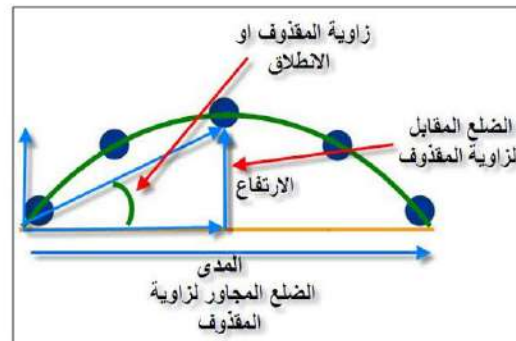 زاوية المقذوف او
الانطلاق
الضلع المقابل
لزاوية المقذوف
الارتفاع
المدى
الضلع المجاور لزاوية
المقذوف